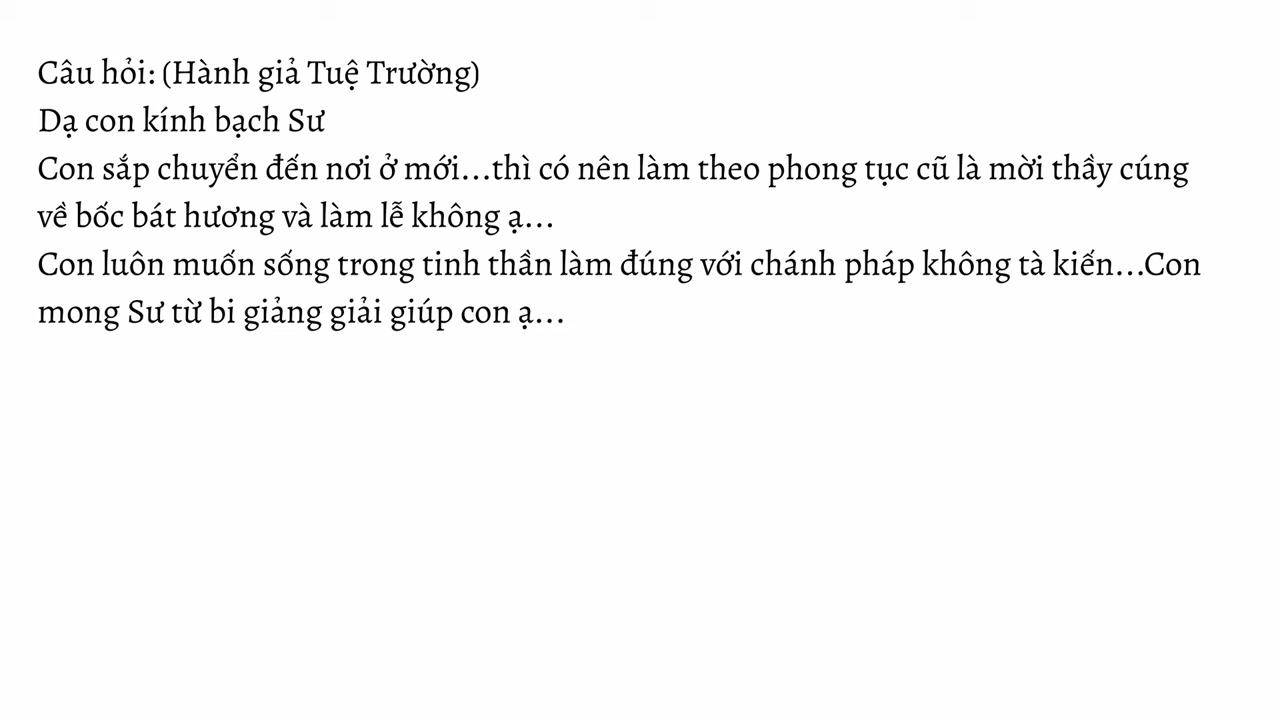 Câu hỏi: (Hành giả Tuệ Trường)
Dạ con kính bạch Sư
Con sắp chuyển đến nơi ở mới...thì có nên làm theo phong tục cũ là mời thầy cúng
về bốc bát hương và làm lễ không ạ...
Con luôn muốn sống trong tinh thần làm đúng với chánh pháp không tà kiến...Con
mong Sư từ bi giảng giải giúp con ạ...